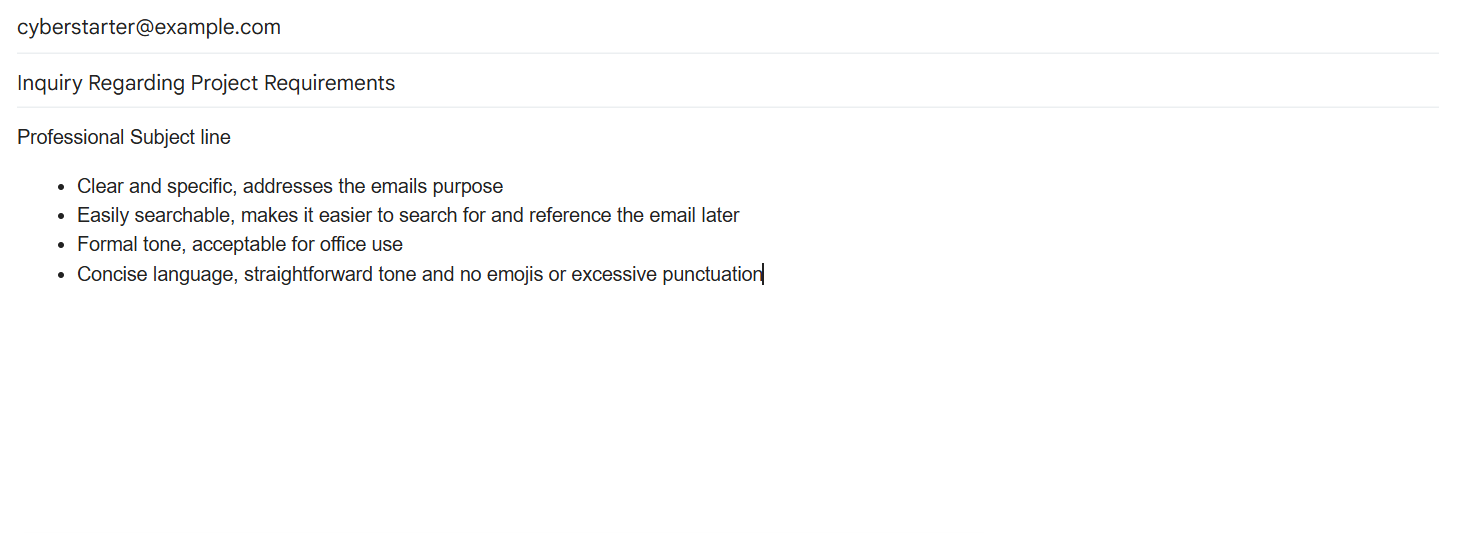 cyberstarter@example.com
Inquiry Regarding Project Requirements
Professional Subject line
• Clear and specific, addresses the emails purpose
• Easily searchable, makes it easier to search for and reference the email later
• Formal tone, acceptable for office use
• Concise language, straightforward tone and no emojis or excessive punctuation